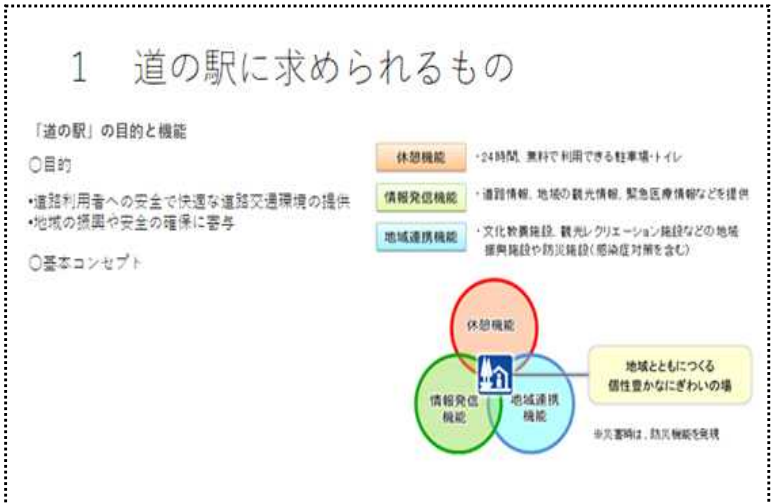 1 道の駅に求められるもの
「道の駅」の目的と機能
〇目的
•道路利用者への安全で快適な道路交通環境の提供
•地域の振興や安全の確保に寄与
〇基本コンセプト
休憩機能
・24時間、無料で利用できる駐車場・トイレ
情報発信機能
・道路情報、地域の観光情報、緊急医療情報などを提供
地域連携機能
・文化教養施設、観光レクリエーション施設などの地域
振興施設や防災施設(感染症対策を含む)
休憩機能
情報発信
機能
地域連携
機能
地域とともにつくる
個性豊かなにぎわいの場
※災害時は、防災機能を発現